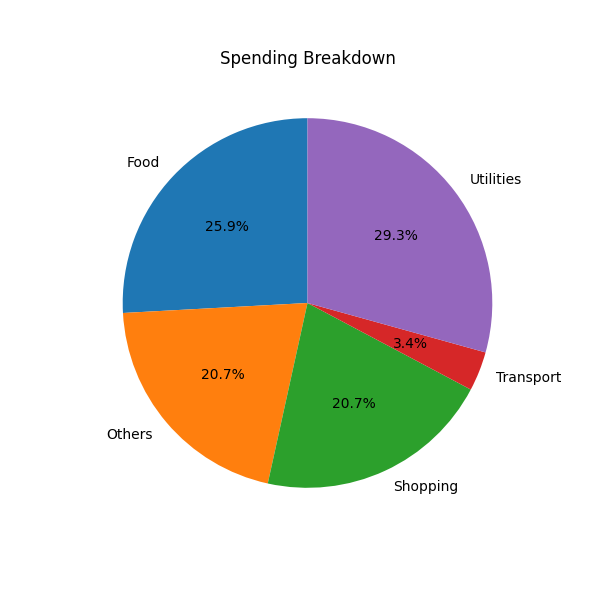 Spending Breakdown
Food
Utilities
25.9%
29.3%
3.4%
20.7%
Transport
20.7%
Others
Shopping